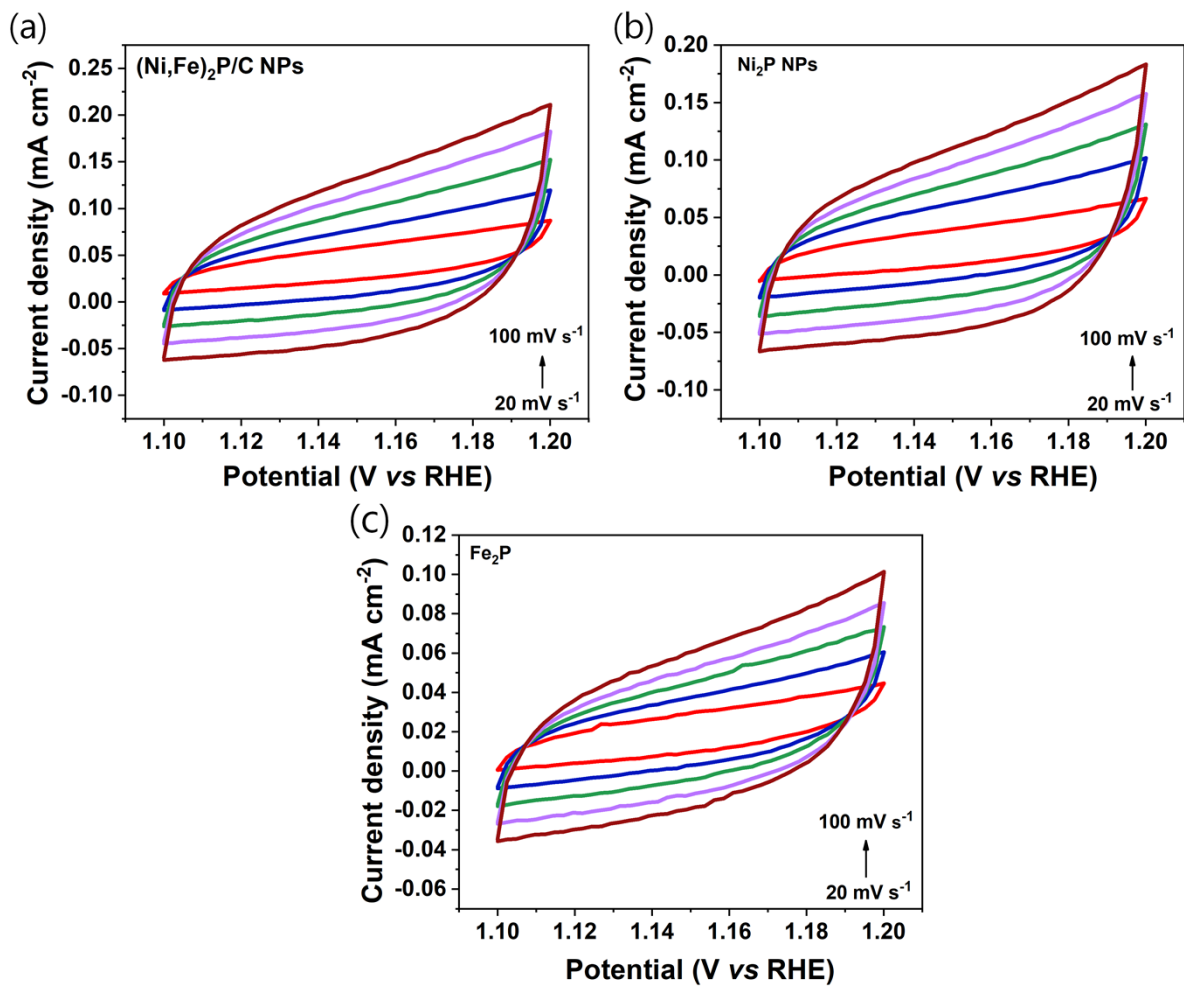 (a)
(Ni,Fe)₂P/C NPs
Current density (mA cm⁻²)
0.25
0.20
0.15
0.10
0.05
0.00
-0.05
-0.10
100 mV s⁻¹
20 mV s⁻¹
1.10 1.12 1.14 1.16 1.18 1.20
Potential (V vs RHE)
(b)
Ni₂P NPs
Current density (mA cm⁻²)
0.20
0.15
0.10
0.05
0.00
-0.05
-0.10
100 mV s⁻¹
20 mV s⁻¹
1.10 1.12 1.14 1.16 1.18 1.20
Potential (V vs RHE)
(c)
Fe₂P
Current density (mA cm⁻²)
0.12
0.10
0.08
0.06
0.04
0.02
0.00
-0.02
-0.04
-0.06
100 mV s⁻¹
20 mV s⁻¹
1.10 1.12 1.14 1.16 1.18 1.20
Potential (V vs RHE)